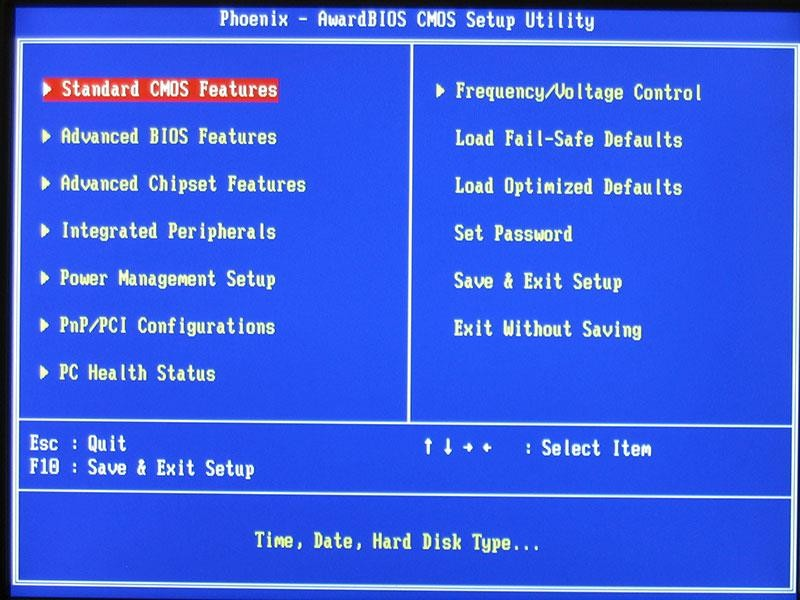 Phoenix - AwardBIOS CMOS Setup Utility
Standard CMOS Features
Advanced BIOS Features
Advanced Chipset Features
Integrated Peripherals
Power Management Setup
PnP/PCI Configurations
PC Health Status
Frequency/Voltage Control
Load Fail-Safe Defaults
Load Optimized Defaults
Set Password
Save & Exit Setup
Exit Without Saving
Esc : Quit
F10 : Save & Exit Setup
↑ ↓ → ← : Select Item
Time, Date, Hard Disk Type...